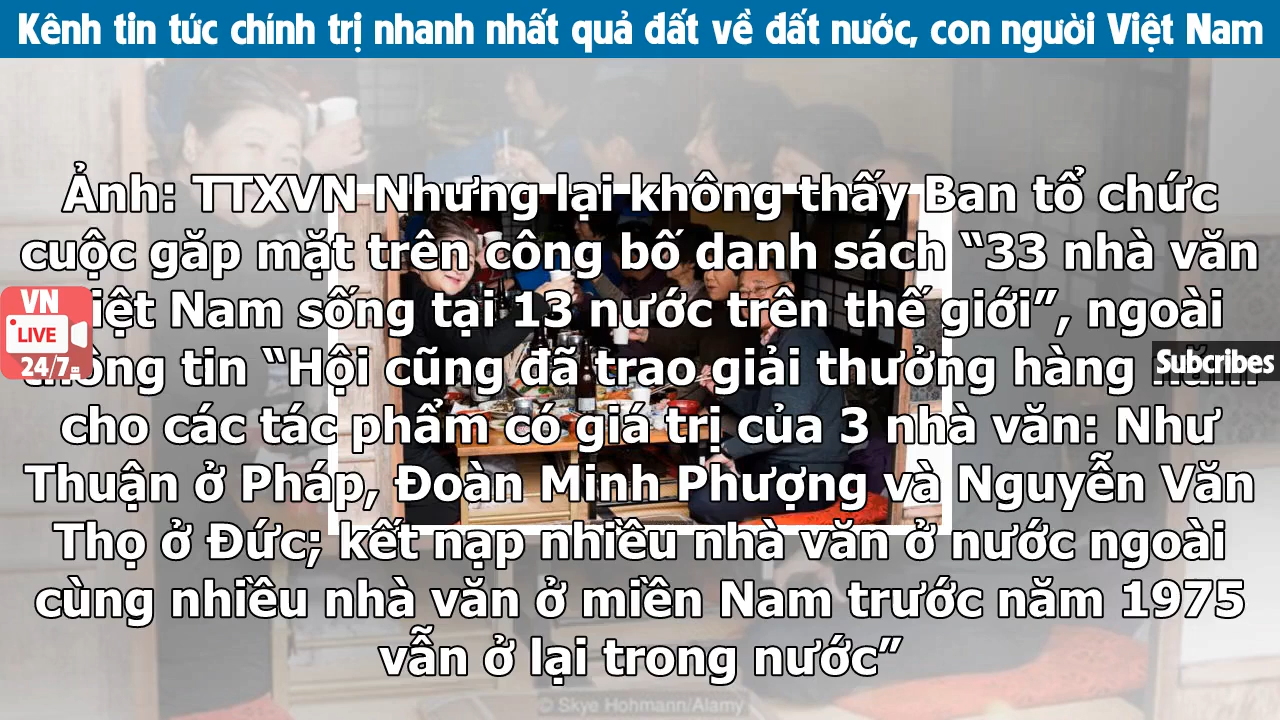 Kênh tin tức chính trị nhanh nhất quả đất về đất nước, con người Việt Nam
Ảnh: TTXVN Nhưng lại không thấy Ban tổ chức
cuộc găp mặt trên công bố danh sách “33 nhà văn
iệt Nam sống tại 13 nước trên thế giới”, ngoài
thông tin “Hội cũng đã trao giải thưởng hàng năm
cho các tác phẩm có giá trị của 3 nhà văn: Như
Thuận ở Pháp, Đoàn Minh Phượng và Nguyễn Văn
Thọ ở Đức; kết nạp nhiều nhà văn ở nước ngoài
cùng nhiều nhà văn ở miền Nam trước năm 1975
vẫn ở lại trong nước”
VN
LIVE
24/7
Subcribes
© Skye Hohmann/Alamy